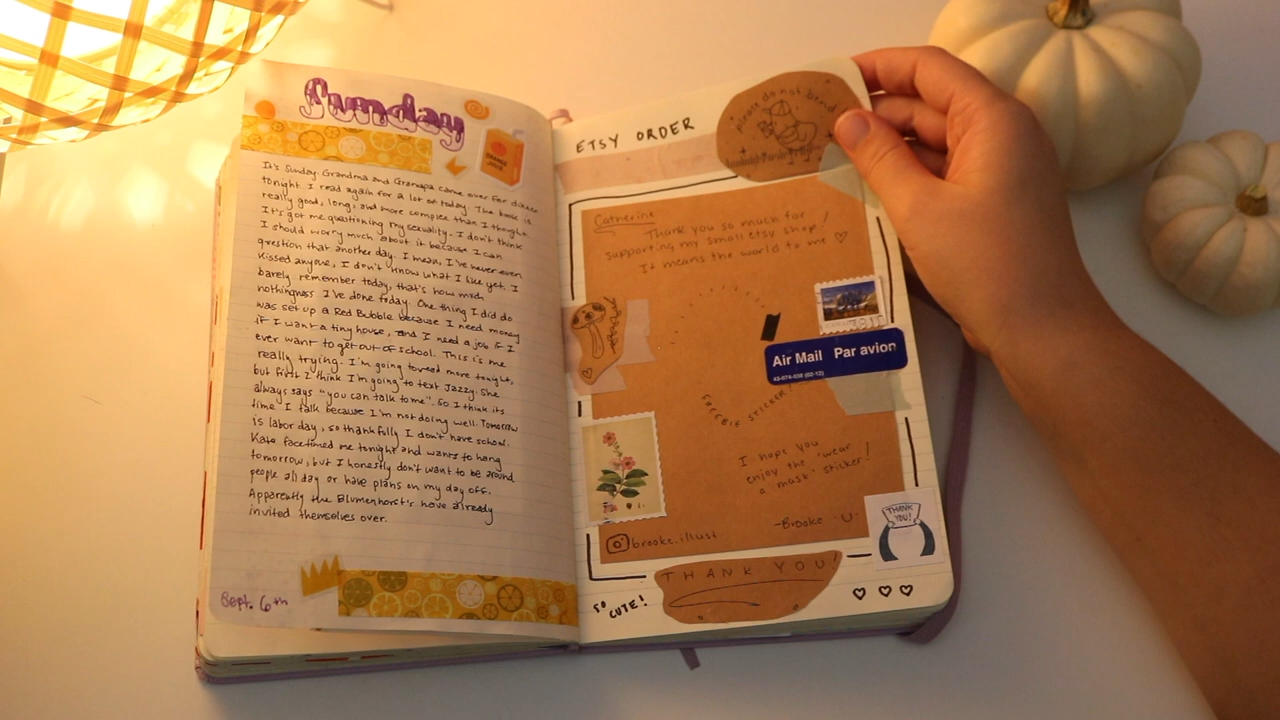 Sunday
ORANGE JUICE
It's Sunday. Grandma and Grandpa came over for dinner
tonight. I read again for a lot of today. The book is
really good, long, and more complex than I thought.
It's got me questioning my sexuality. I don't think
I should worry much about it because I can
question that another day. I mean, I've never even
kissed anyone, I don't know what I like yet. I
barely remember today, that's how much
nothingness I've done today. One thing I did do
was set up a Red Bubble because I need money
if I want a tiny house, and I need a job if I
ever want to get out of school. This is me
really trying. I'm going to read more tonight,
but first I think I'm going to text Jazzy. She
always says "you can talk to me". So I think its
time I talk because I'm not doing well. Tomorrow
is labor day, so thankfully I don't have school.
Kate facetimed me tonight and wants to hang
tomorrow, but I honestly don't want to be around
people all day or have plans on my day off.
Apparently the Blumenhorst's have already
invited themselves over.
Sept. 6th
ETSY ORDER
please do not bend
Catherine
Thank you so much for
supporting my small etsy shop!
It means the world to me ♡
Air Mail Par avion
freebie sticker!
I hope you
enjoy the 'wear
a mask' sticker!
-Brooke ·U·
brooke.illust
THANK YOU!
THANK YOU!
SO CUTE!